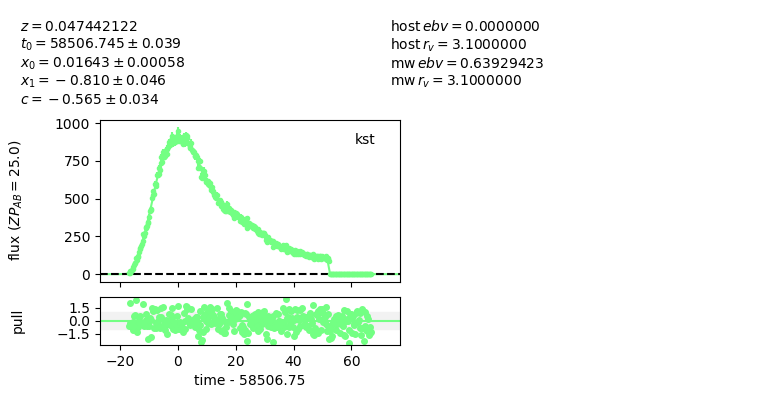 z = 0.047442122
t₀ = 58506.745 ± 0.039
x₀ = 0.01643 ± 0.00058
x₁ = −0.810 ± 0.046
c = −0.565 ± 0.034
host ebv = 0.0000000
host r_v = 3.1000000
mw ebv = 0.63929423
mw r_v = 3.1000000
kst
flux (ZP_AB = 25.0)
1000
750
500
250
0
pull
1.5
0.0
−1.5
−20 0 20 40 60
time - 58506.75